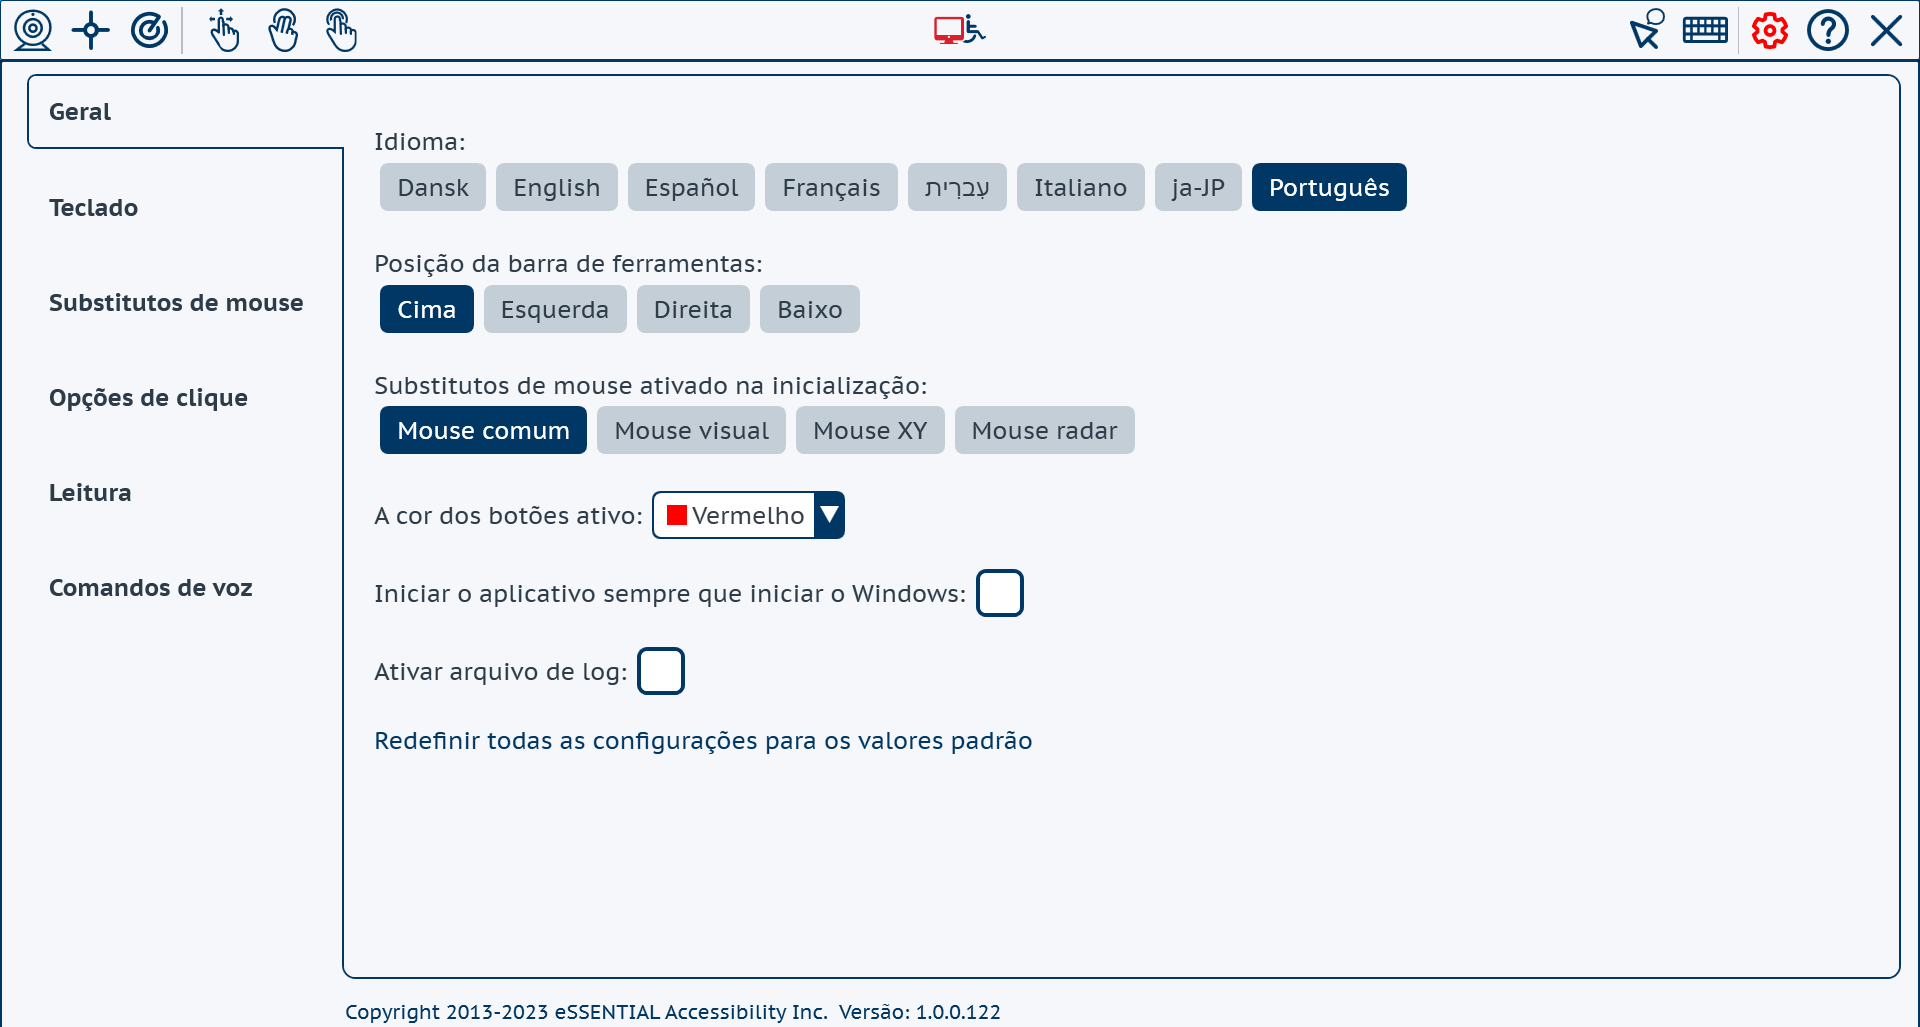 Geral
Teclado
Substitutos de mouse
Opções de clique
Leitura
Comandos de voz
Idioma:
Dansk English Español Français עִברִית Italiano ja-JP Português
Posição da barra de ferramentas:
Cima Esquerda Direita Baixo
Substitutos de mouse ativado na inicialização:
Mouse comum Mouse visual Mouse XY Mouse radar
A cor dos botões ativo: Vermelho
Iniciar o aplicativo sempre que iniciar o Windows:
Ativar arquivo de log:
Redefinir todas as configurações para os valores padrão
Copyright 2013-2023 eSSENTIAL Accessibility Inc. Versão: 1.0.0.122